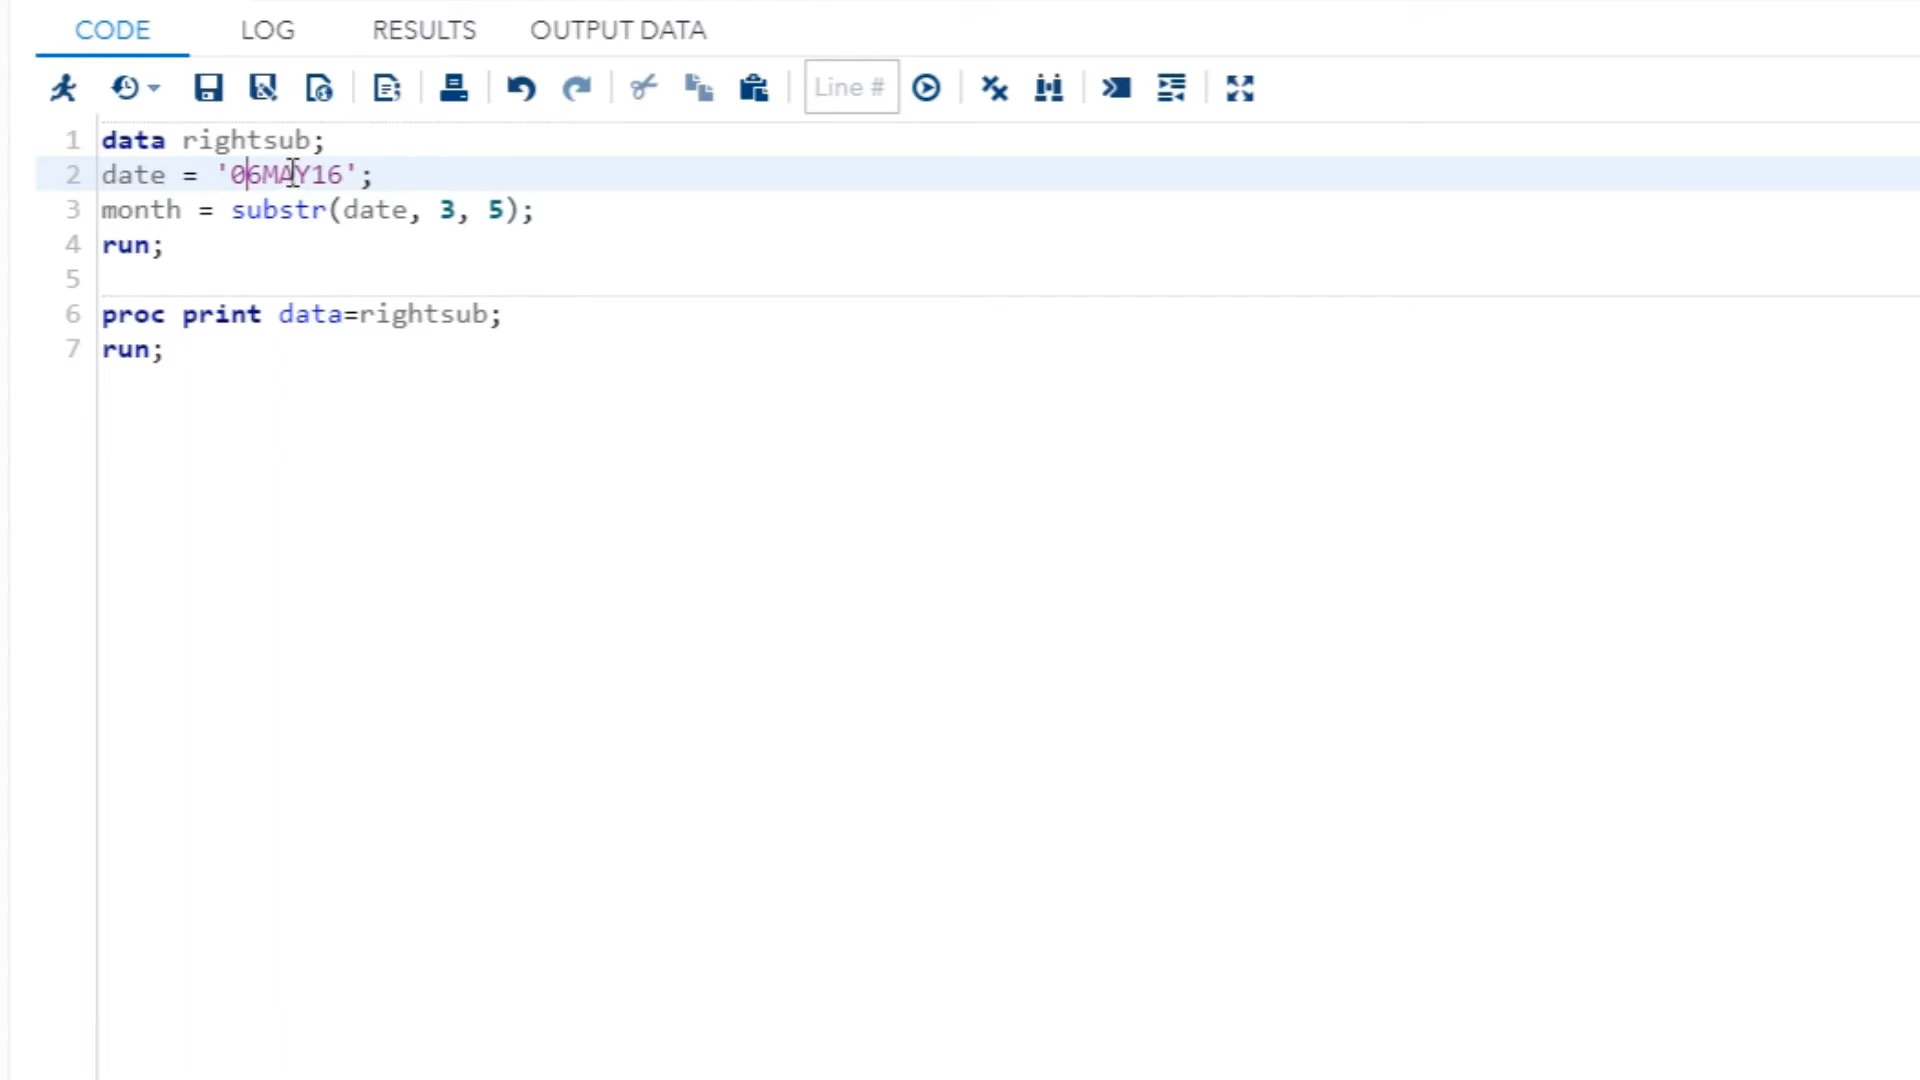 CODE LOG RESULTS OUTPUT DATA
Line #
1 data rightsub;
2 date = '06MAY16';
3 month = substr(date, 3, 5);
4 run;
5
6 proc print data=rightsub;
7 run;